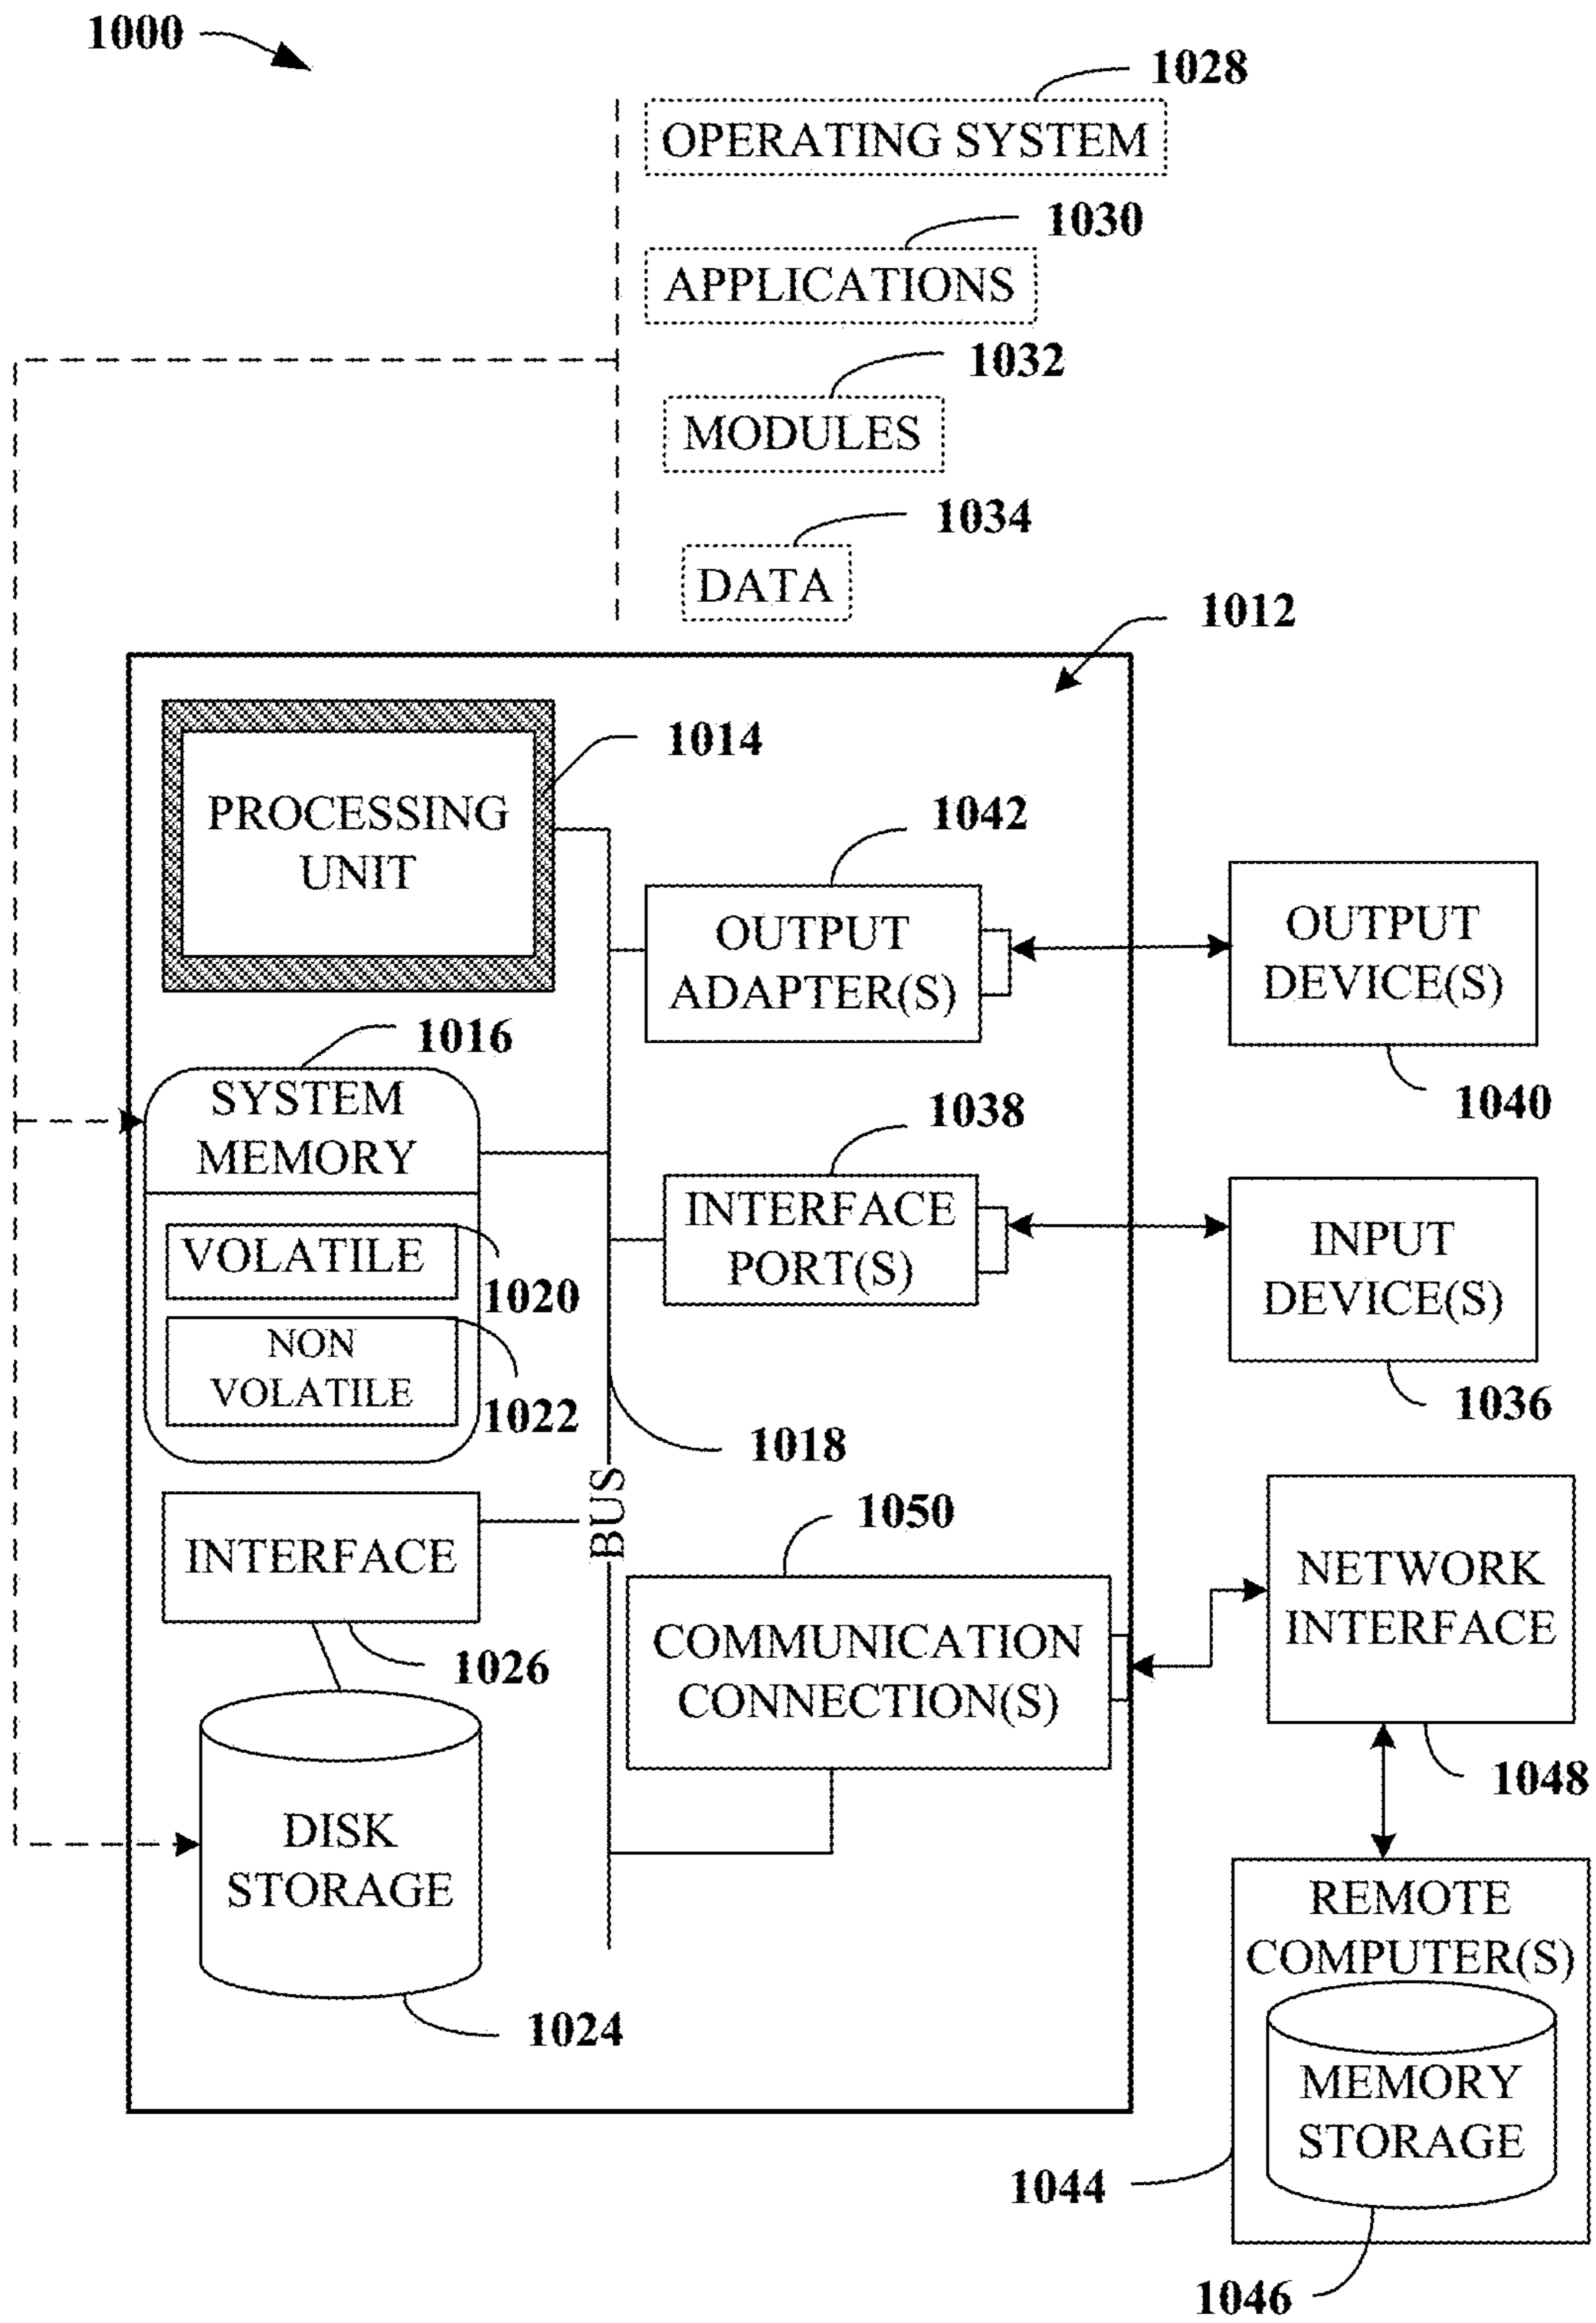 1000
1028
OPERATING SYSTEM
1030
APPLICATIONS
1032
MODULES
1034
DATA
1012
1014
PROCESSING
UNIT
1042
OUTPUT
ADAPTER(S)
OUTPUT
DEVICE(S)
1040
1016
SYSTEM
MEMORY
1038
INTERFACE
PORT(S)
INPUT
DEVICE(S)
1036
VOLATILE
1020
NON
VOLATILE
1022
1018
BUS
INTERFACE
1026
1050
COMMUNICATION
CONNECTION(S)
NETWORK
INTERFACE
1048
DISK
STORAGE
1024
REMOTE
COMPUTER(S)
MEMORY
STORAGE
1044
1046